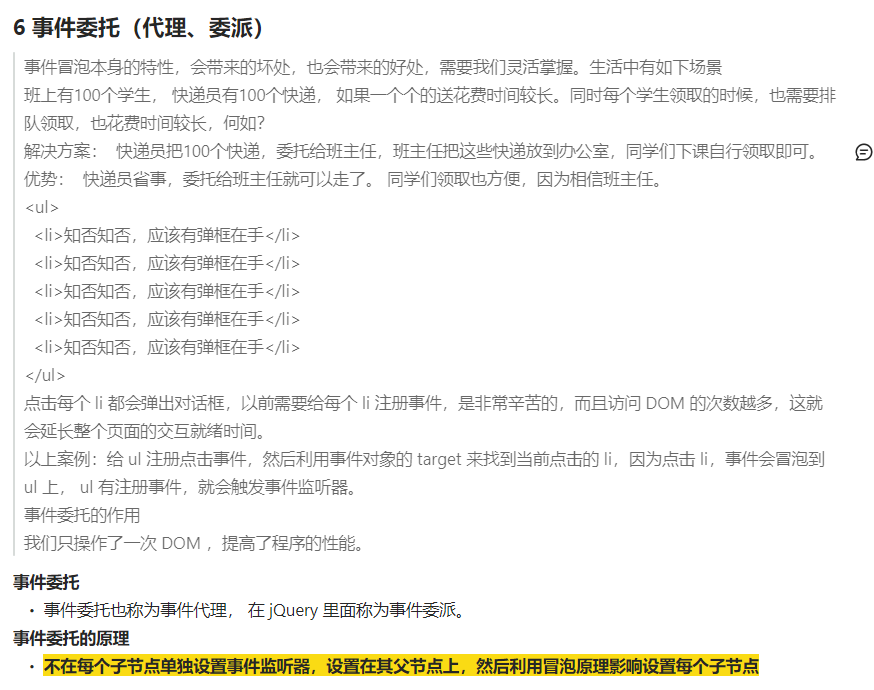 6 事件委托（代理、委派）
事件冒泡本身的特性，会带来的坏处，也会带来的好处，需要我们灵活掌握。生活中有如下场景
班上有100个学生， 快递员有100个快递， 如果一个个的送花费时间较长。同时每个学生领取的时候，也需要排
队领取，也花费时间较长，何如？
解决方案： 快递员把100个快递，委托给班主任，班主任把这些快递放到办公室，同学们下课自行领取即可。
优势： 快递员省事，委托给班主任就可以走了。 同学们领取也方便，因为相信班主任。
<ul>
<li>知否知否，应该有弹框在手</li>
<li>知否知否，应该有弹框在手</li>
<li>知否知否，应该有弹框在手</li>
<li>知否知否，应该有弹框在手</li>
<li>知否知否，应该有弹框在手</li>
</ul>
点击每个 li 都会弹出对话框，以前需要给每个 li 注册事件，是非常辛苦的，而且访问 DOM 的次数越多，这就
会延长整个页面的交互就绪时间。
以上案例：给 ul 注册点击事件，然后利用事件对象的 target 来找到当前点击的 li，因为点击 li，事件会冒泡到
ul 上， ul 有注册事件，就会触发事件监听器。
事件委托的作用
我们只操作了一次 DOM ，提高了程序的性能。
事件委托
• 事件委托也称为事件代理， 在 jQuery 里面称为事件委派。
事件委托的原理
• 不在每个子节点单独设置事件监听器，设置在其父节点上，然后利用冒泡原理影响设置每个子节点